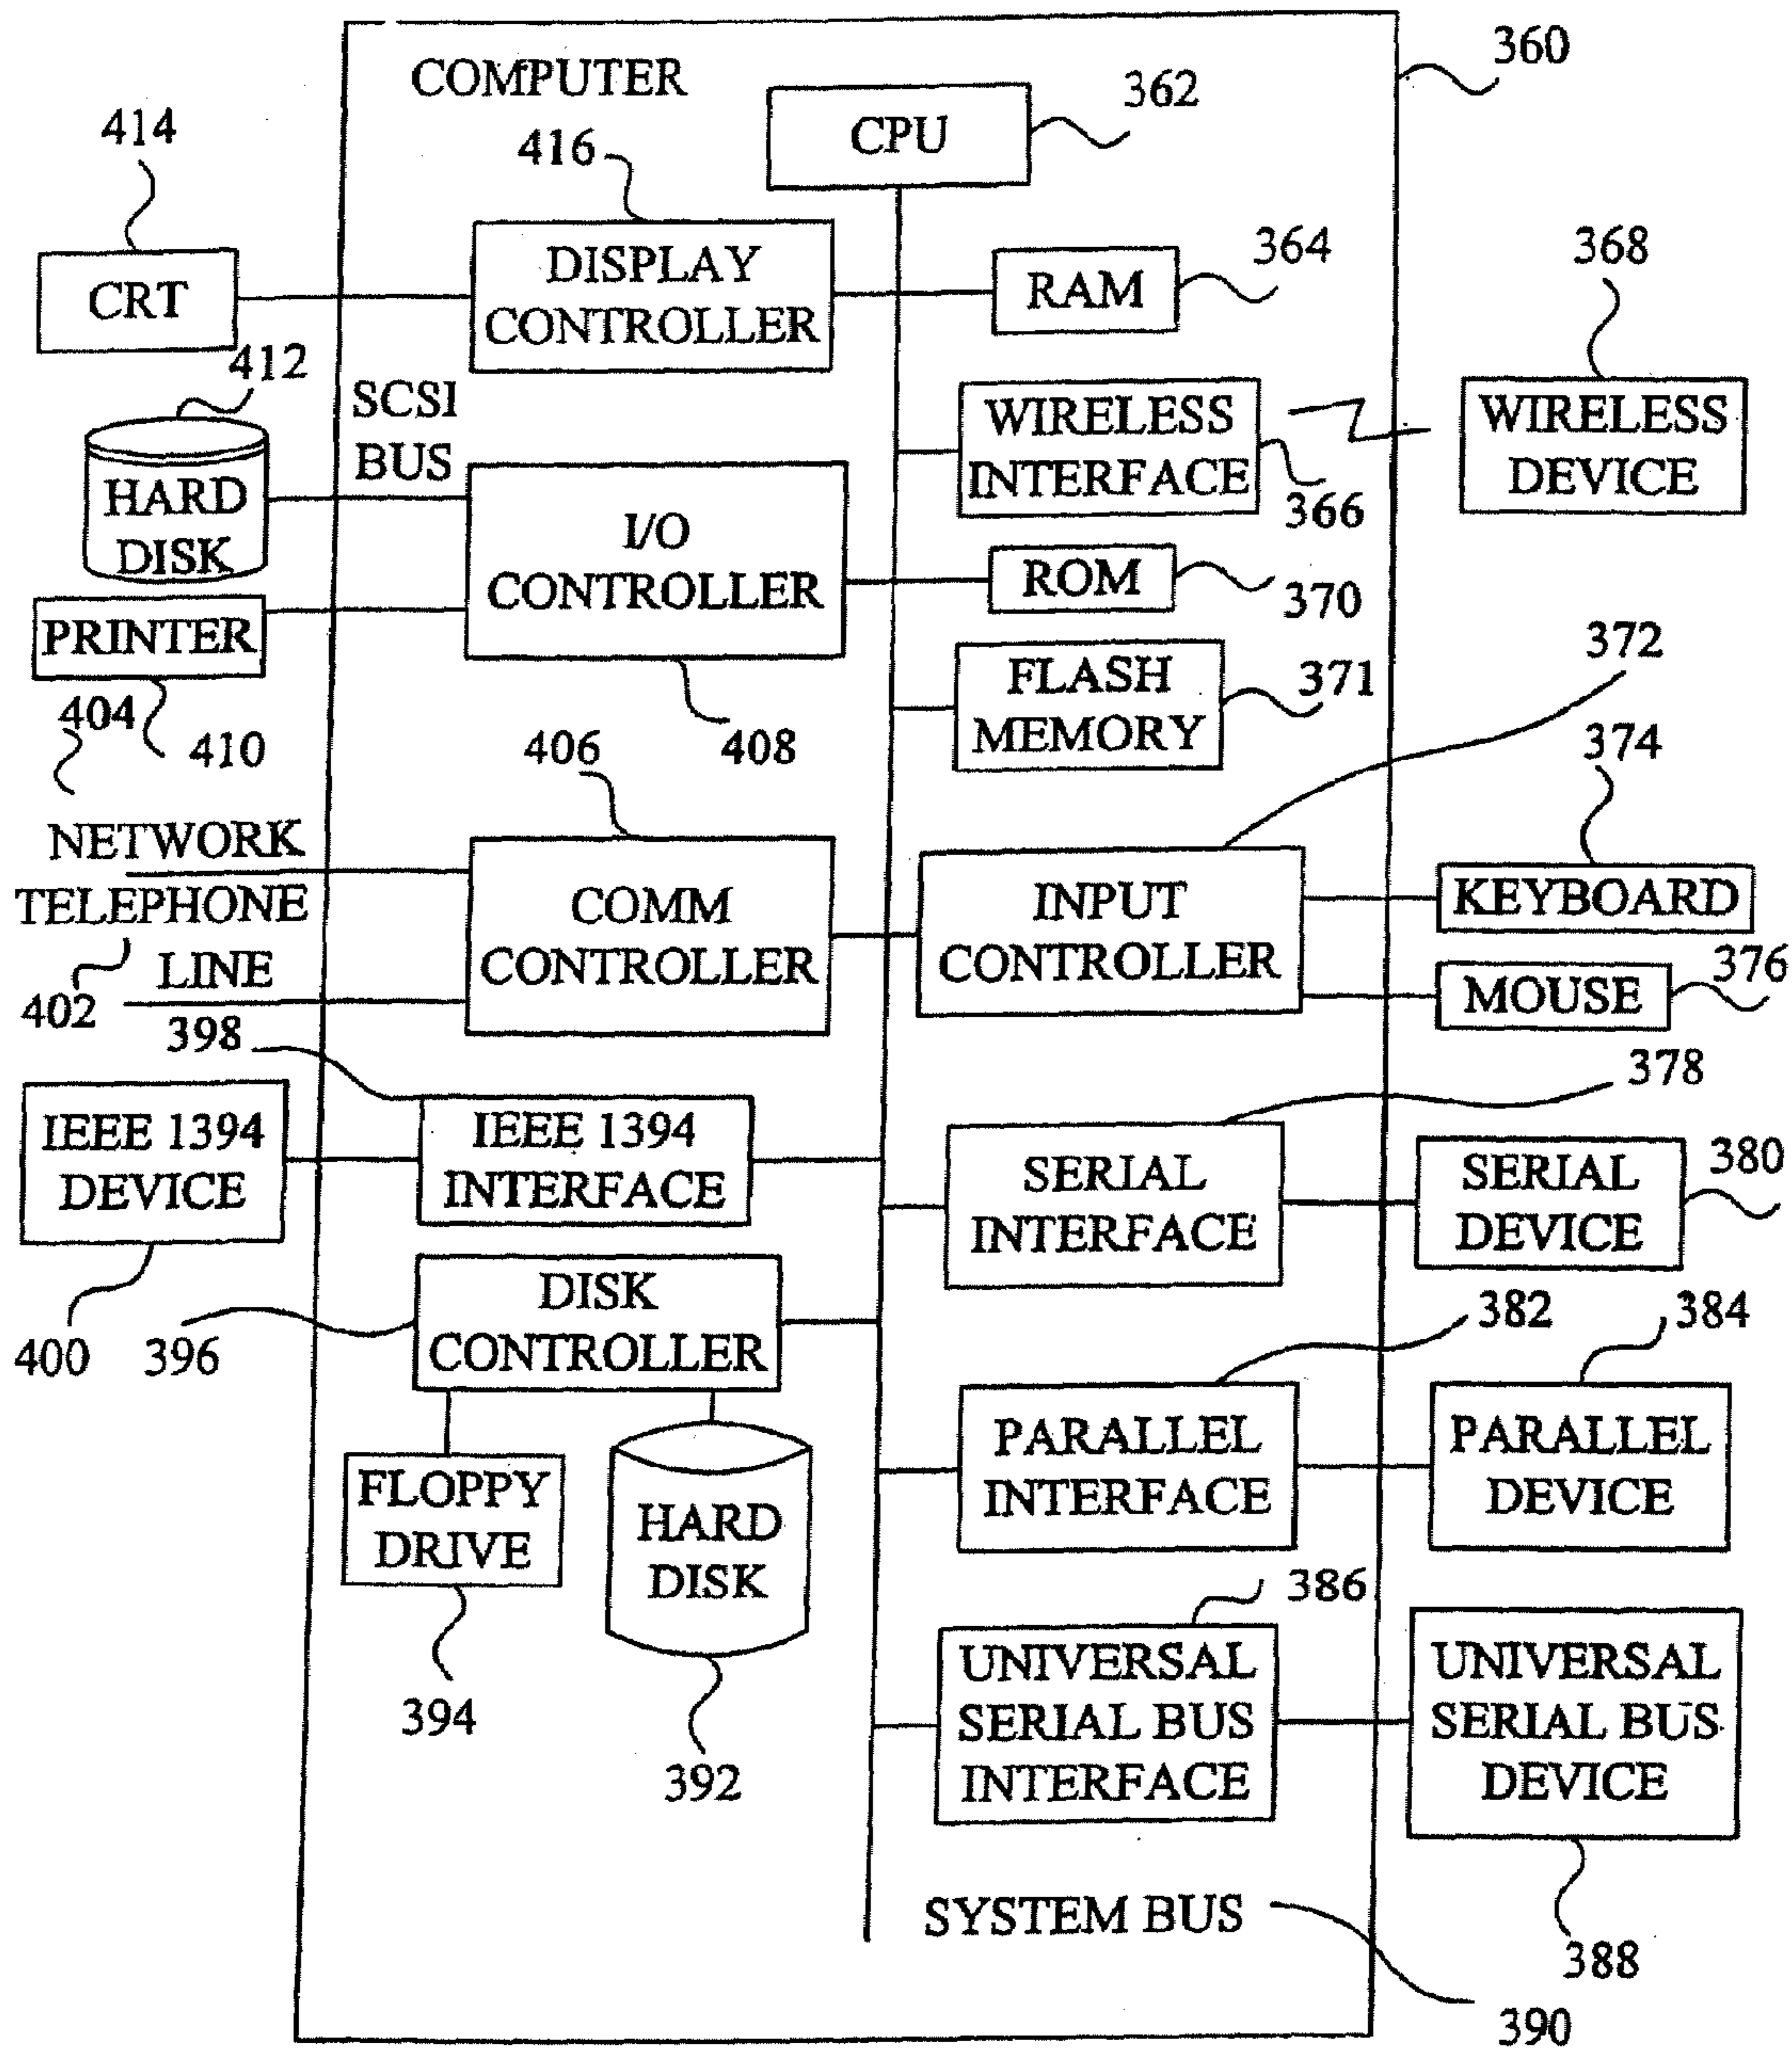 360
COMPUTER
362
CPU
414
416
DISPLAY
CONTROLLER
CRT
364
RAM
368
412
SCSI
BUS
WIRELESS
INTERFACE
366
WIRELESS
DEVICE
HARD
DISK
I/O
CONTROLLER
ROM
370
PRINTER
372
FLASH
MEMORY
371
404
410
406
408
374
NETWORK
TELEPHONE
LINE
402
COMM
CONTROLLER
INPUT
CONTROLLER
KEYBOARD
MOUSE
376
398
378
IEEE 1394
DEVICE
IEEE 1394
INTERFACE
SERIAL
INTERFACE
SERIAL
DEVICE
380
400
396
DISK
CONTROLLER
382
384
PARALLEL
INTERFACE
PARALLEL
DEVICE
FLOPPY
DRIVE
HARD
DISK
386
394
392
UNIVERSAL
SERIAL BUS
INTERFACE
UNIVERSAL
SERIAL BUS
DEVICE
SYSTEM BUS
388
390